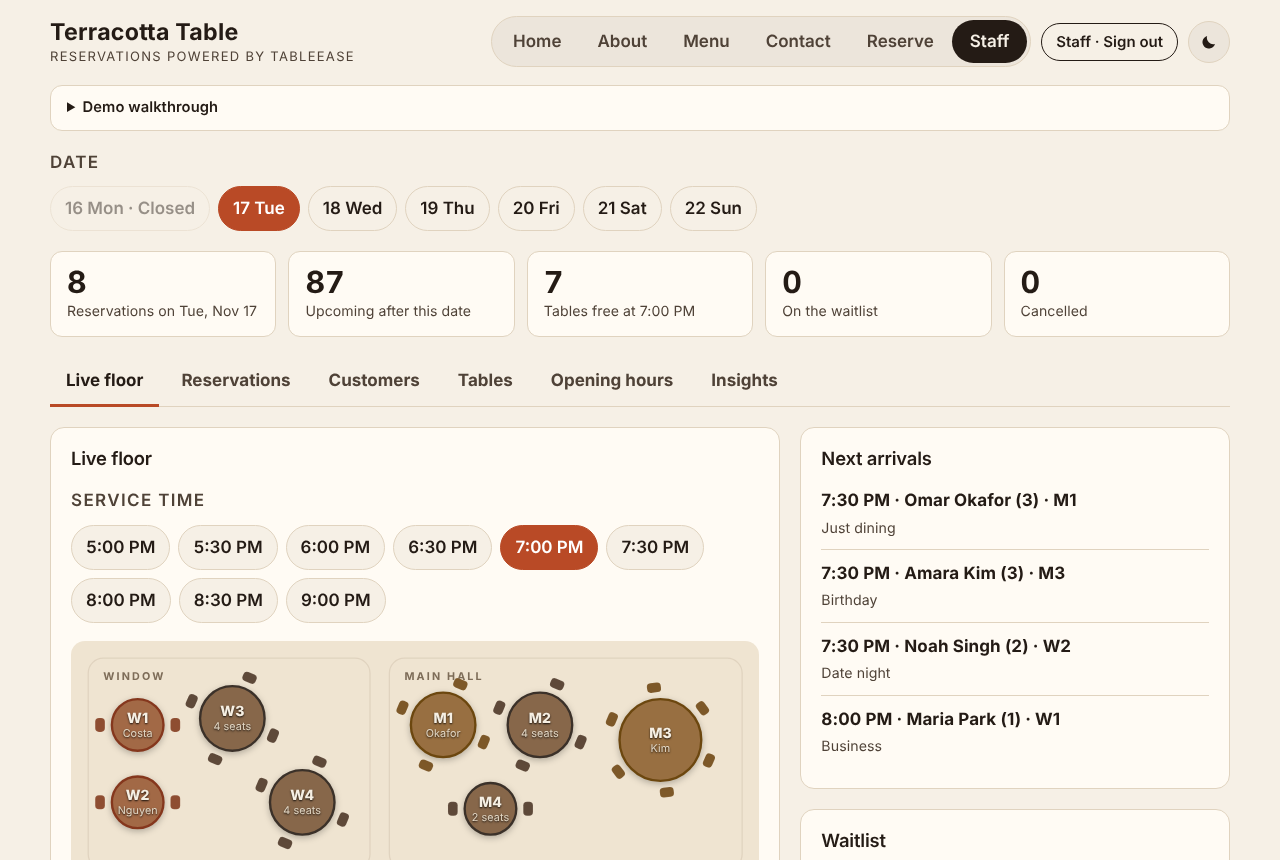 Terracotta Table
RESERVATIONS POWERED BY TABLEEASE
Home About Menu Contact Reserve Staff
Staff · Sign out
Demo walkthrough
DATE
16 Mon · Closed
17 Tue
18 Wed
19 Thu
20 Fri
21 Sat
22 Sun
8
Reservations on Tue, Nov 17
87
Upcoming after this date
7
Tables free at 7:00 PM
0
On the waitlist
0
Cancelled
Live floor Reservations Customers Tables Opening hours Insights
Live floor
SERVICE TIME
5:00 PM 5:30 PM 6:00 PM 6:30 PM 7:00 PM 7:30 PM
8:00 PM 8:30 PM 9:00 PM
WINDOW
W1
Costa
W3
4 seats
W2
Nguyen
W4
4 seats
MAIN HALL
M1
Okafor
M2
4 seats
M3
Kim
M4
2 seats
Next arrivals
7:30 PM · Omar Okafor (3) · M1
Just dining
7:30 PM · Amara Kim (3) · M3
Birthday
7:30 PM · Noah Singh (2) · W2
Date night
8:00 PM · Maria Park (1) · W1
Business
Waitlist